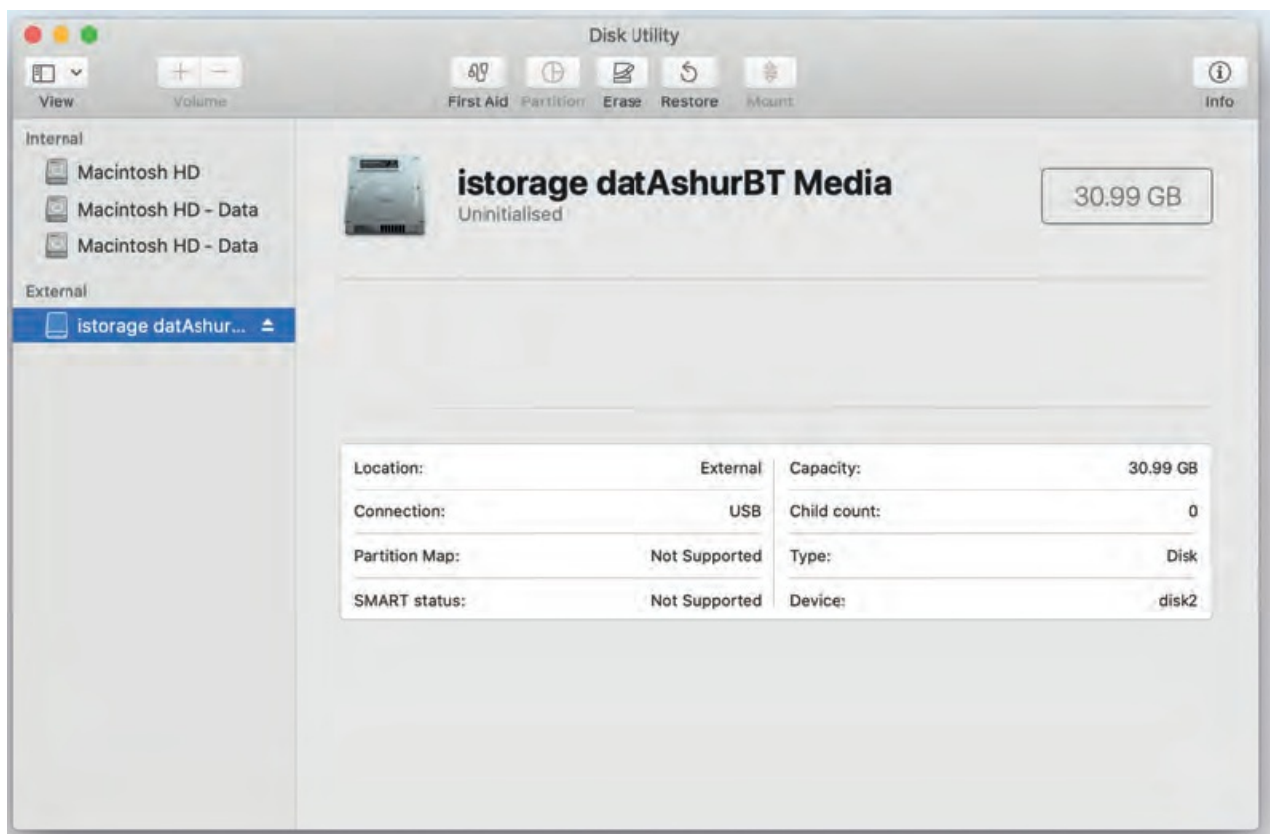 Disk Utility
View
Volume
First Aid
Partition
Erase
Restore
Mount
Info
Internal
Macintosh HD
Macintosh HD - Data
Macintosh HD - Data
External
istorage datAshur...
istorage datAshurBT Media
Uninitialised
30.99 GB
Location: External
Capacity: 30.99 GB
Connection: USB
Child count: 0
Partition Map: Not Supported
Type: Disk
SMART status: Not Supported
Device: disk2